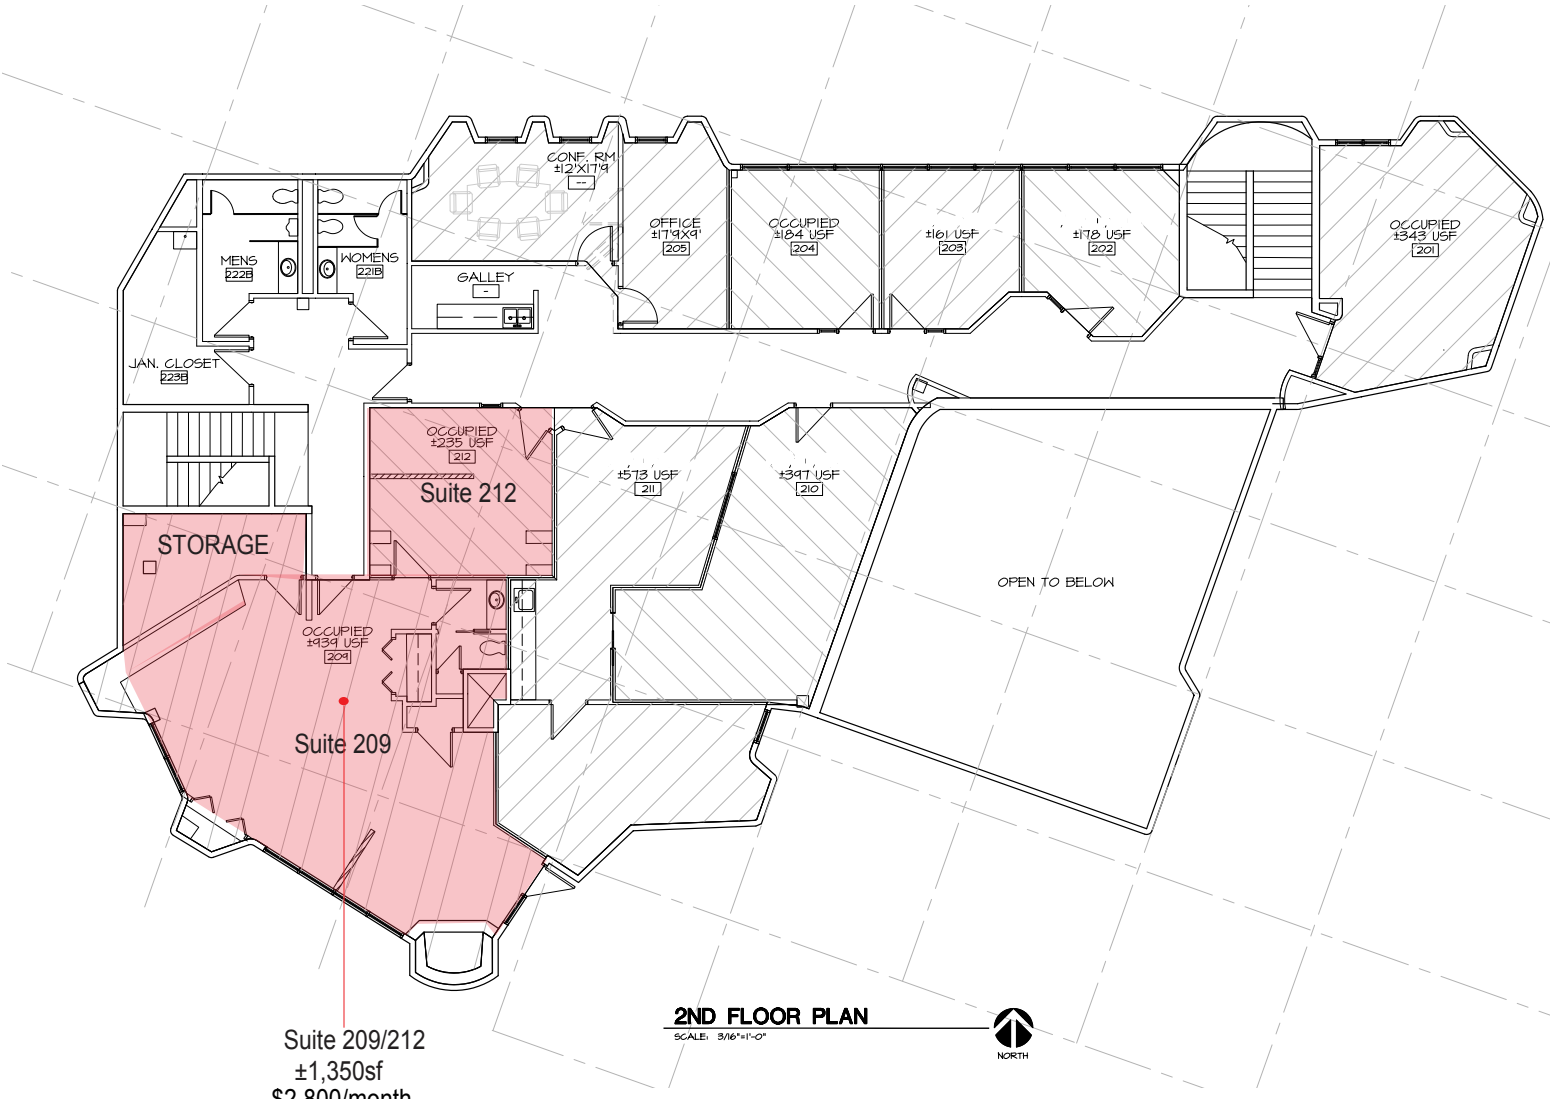 CONF. RM
±12'X17'9
--
OFFICE
±17'9X9'
205
OCCUPIED
±184 USF
204
±161 USF
203
±178 USF
202
OCCUPIED
±343 USF
201
MENS
222B
WOMENS
221B
GALLEY
-
JAN. CLOSET
223B
OCCUPIED
±235 USF
212
Suite 212
±573 USF
211
±397 USF
210
STORAGE
OPEN TO BELOW
OCCUPIED
±939 USF
209
Suite 209
2ND FLOOR PLAN
SCALE: 3/16"=1'-0"
NORTH
Suite 209/212
±1,350sf
$2,800/month